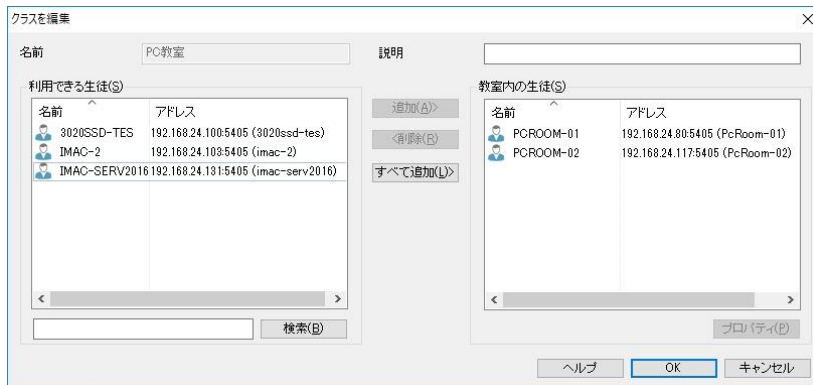 クラスを編集
名前 PC教室 説明
利用できる生徒(S)
名前 アドレス
3020SSD-TES 192.168.24.100:5405 (3020ssd-tes)
IMAC-2 192.168.24.103:5405 (imac-2)
IMAC-SERV2016 192.168.24.131:5405 (imac-serv2016)
検索(B)
追加(A)>
<削除(R)
すべて追加(L)>
教室内の生徒(S)
名前 アドレス
PCROOM-01 192.168.24.80:5405 (PcRoom-01)
PCROOM-02 192.168.24.117:5405 (PcRoom-02)
プロパティ(P)
ヘルプ OK キャンセル